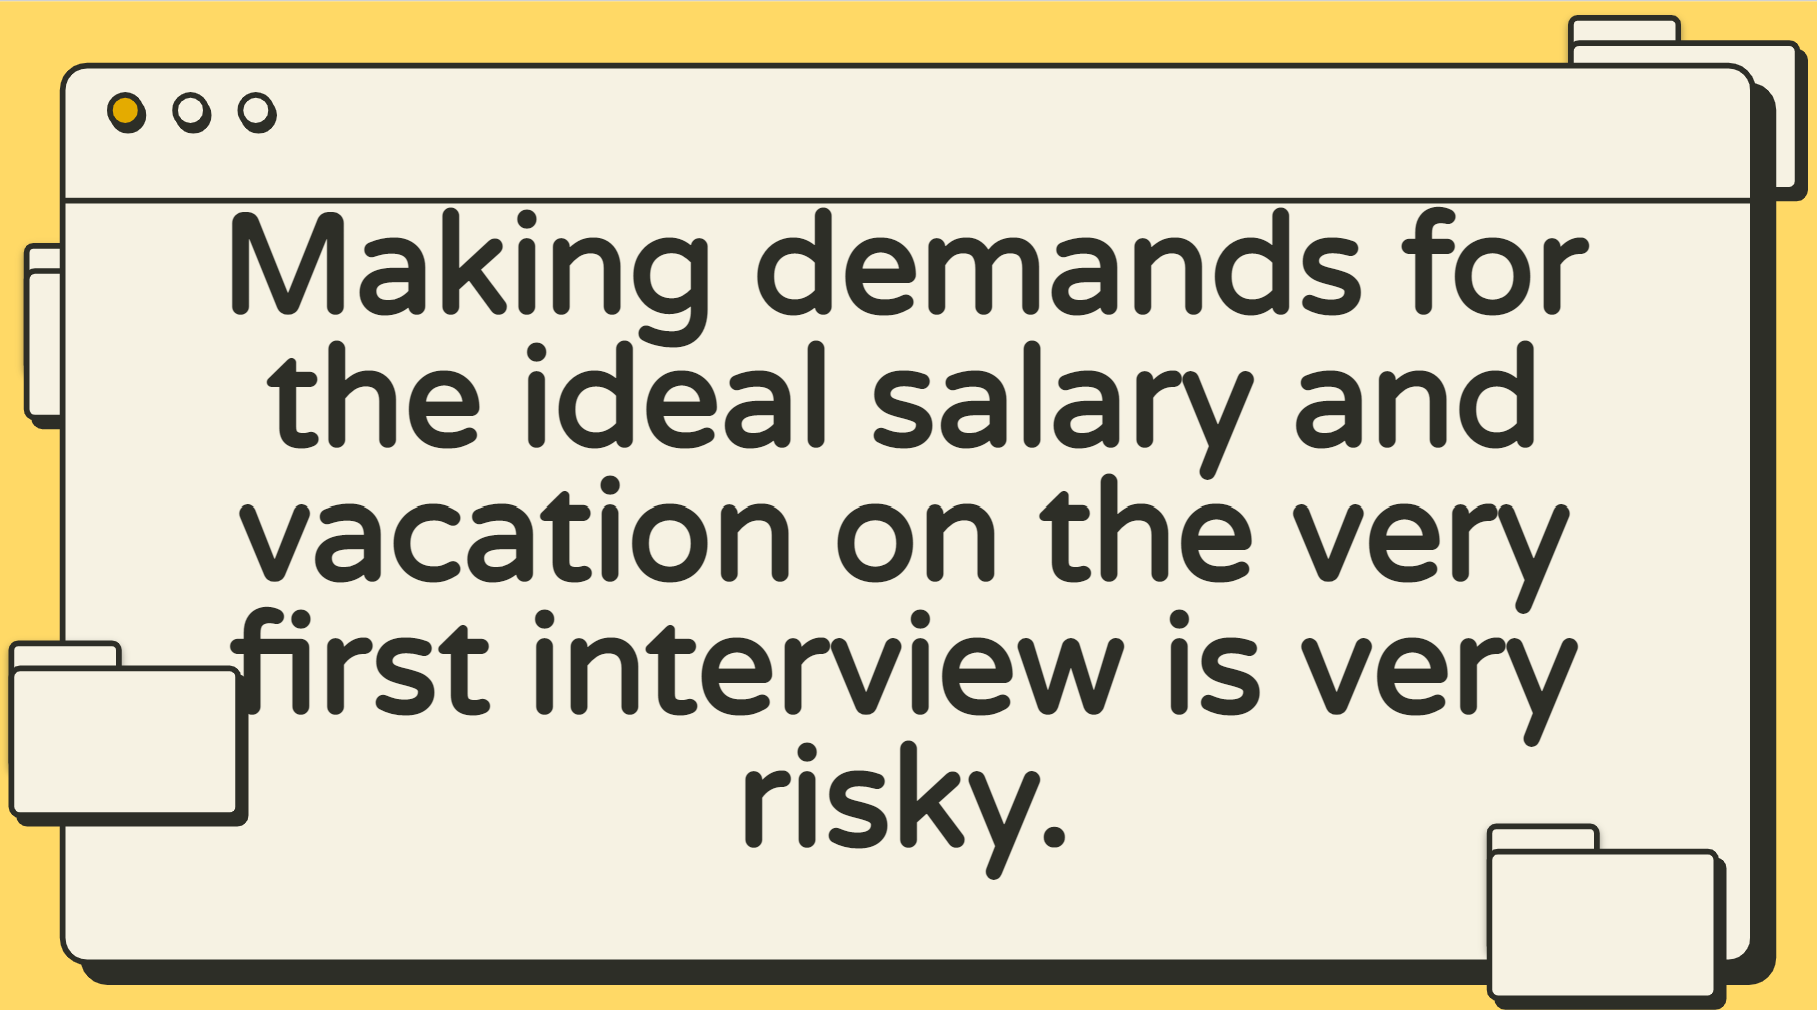 Making demands for
the ideal salary and
vacation on the very
first interview is very
risky.